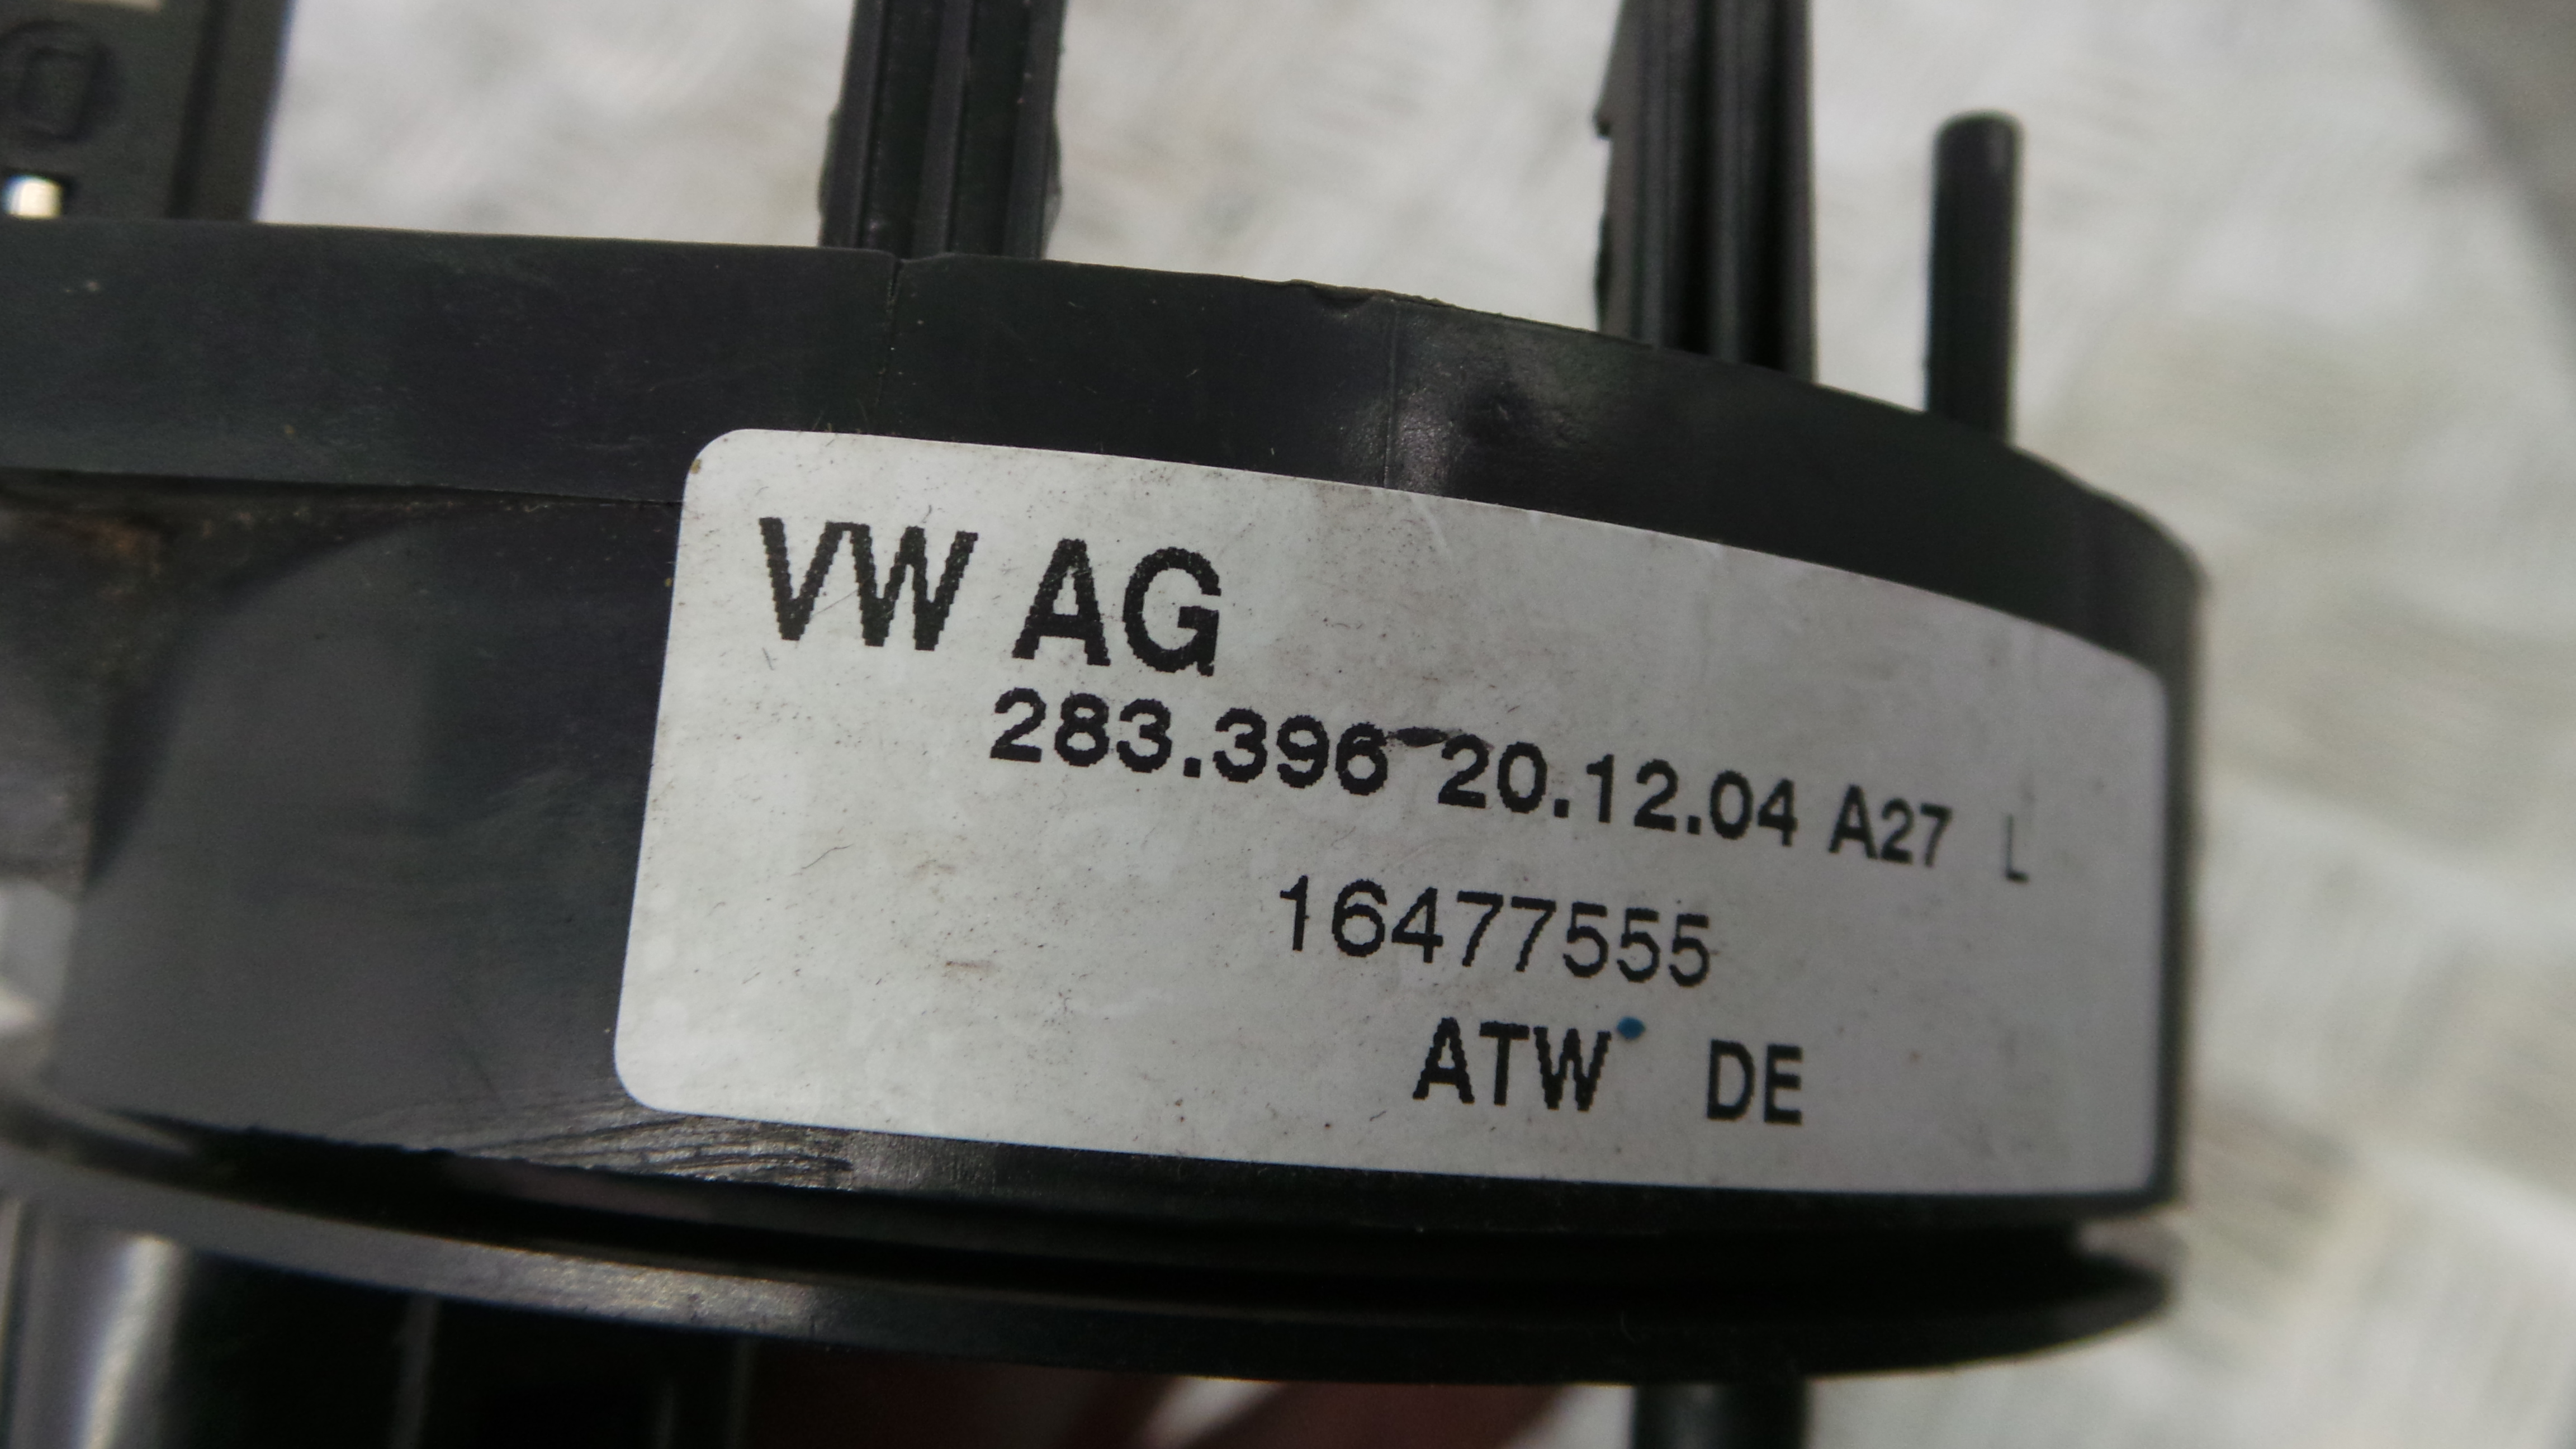 VW AG
283.396 20.12.04 A27 L
16477555
ATW DE